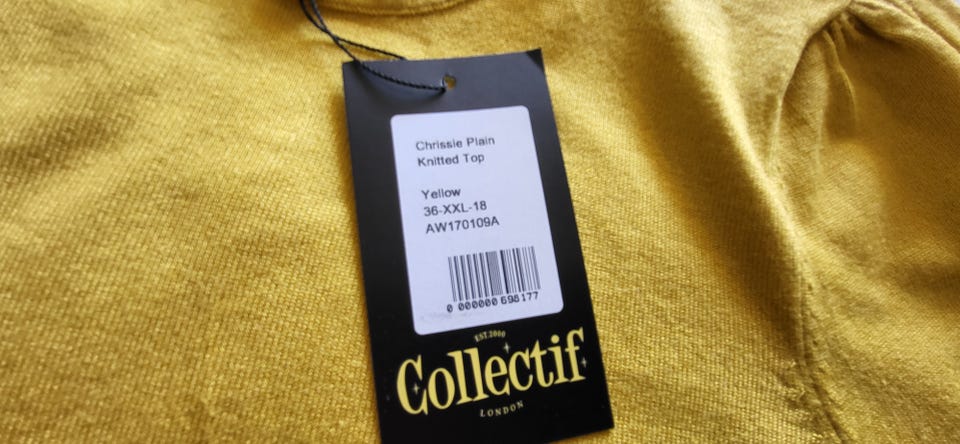 Chrissie Plain
Knitted Top
Yellow
36-XXL-18
AW170109A
0 000000 698177
EST.2000
Collectif
LONDON